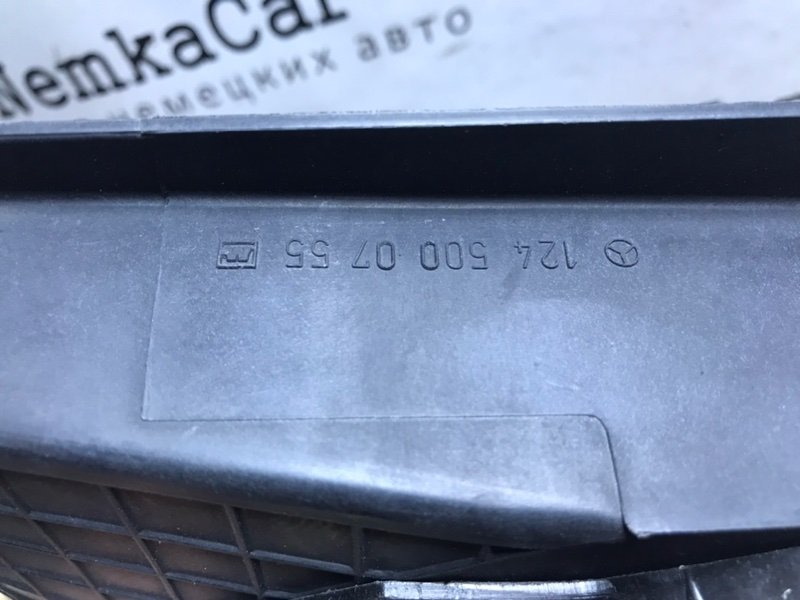 NemkaCar
немецких авто
124 500 07 55